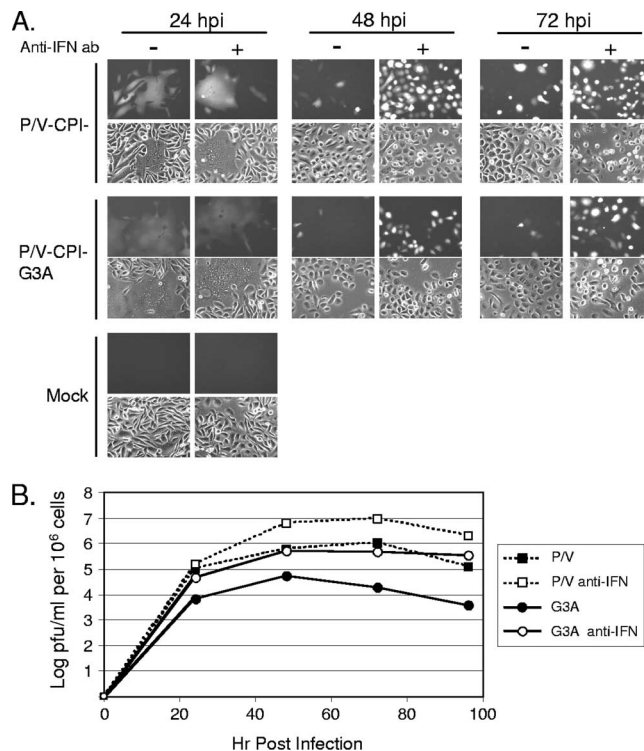 A.
24 hpi 48 hpi 72 hpi
Anti-IFN ab - + - + - +
P/V-CPI-
P/V-CPI-
G3A
Mock
B.
Log pfu/ml per 10⁶ cells
8
7
6
5
4
3
2
1
0 20 40 60 80 100
Hr Post Infection
P/V
P/V anti-IFN
G3A
G3A anti-IFN